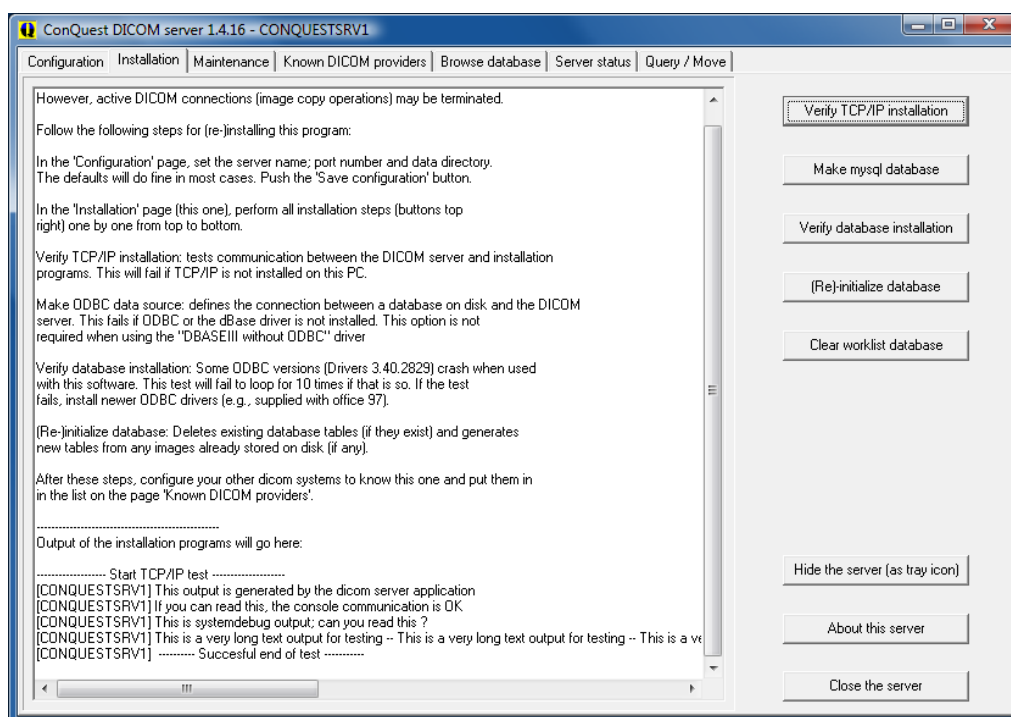 ConQuest DICOM server 1.4.16 - CONQUESTSRV1
Configuration Installation Maintenance Known DICOM providers Browse database Server status Query / Move
However, active DICOM connections (image copy operations) may be terminated.
Follow the following steps for (re-)installing this program:
In the 'Configuration' page, set the server name; port number and data directory.
The defaults will do fine in most cases. Push the 'Save configuration' button.
In the 'Installation' page (this one), perform all installation steps (buttons top
right) one by one from top to bottom.
Verify TCP/IP installation: tests communication between the DICOM server and installation
programs. This will fail if TCP/IP is not installed on this PC.
Make ODBC data source: defines the connection between a database on disk and the DICOM
server. This fails if ODBC or the dBase driver is not installed. This option is not
required when using the "DBASEIII without ODBC" driver
Verify database installation: Some ODBC versions (Drivers 3.40.2829) crash when used
with this software. This test will fail to loop for 10 times if that is so. If the test
fails, install newer ODBC drivers (e.g., supplied with office 97).
(Re-)initialize database: Deletes existing database tables (if they exist) and generates
new tables from any images already stored on disk (if any).
After these steps, configure your other dicom systems to know this one and put them in
in the list on the page 'Known DICOM providers'.
--------------------------------------------------
Output of the installation programs will go here:
------------------- Start TCP/IP test --------------------
[CONQUESTSRV1] This output is generated by the dicom server application
[CONQUESTSRV1] If you can read this, the console communication is OK
[CONQUESTSRV1] This is systemdebug output; can you read this ?
[CONQUESTSRV1] This is a very long text output for testing -- This is a very long text output for testing -- This is a ve
[CONQUESTSRV1] ---------- Succesful end of test -----------
Verify TCP/IP installation
Make mysql database
Verify database installation
(Re)-initialize database
Clear worklist database
Hide the server (as tray icon)
About this server
Close the server